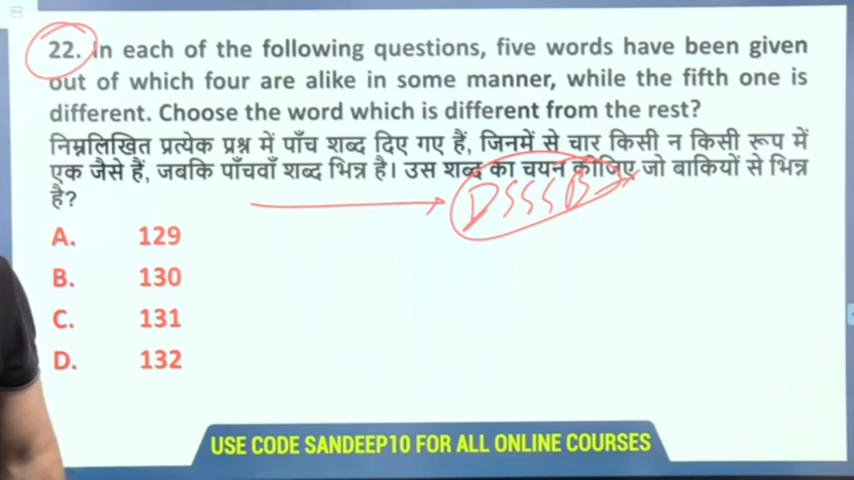 22. In each of the following questions, five words have been given
out of which four are alike in some manner, while the fifth one is
different. Choose the word which is different from the rest?
निम्नलिखित प्रत्येक प्रश्न में पाँच शब्द दिए गए हैं, जिनमें से चार किसी न किसी रूप में
एक जैसे हैं, जबकि पाँचवाँ शब्द भिन्न है। उस शब्द का चयन कीजिए जो बाकियों से भिन्न
है?
DSSSB
A. 129
B. 130
C. 131
D. 132
USE CODE SANDEEP10 FOR ALL ONLINE COURSES